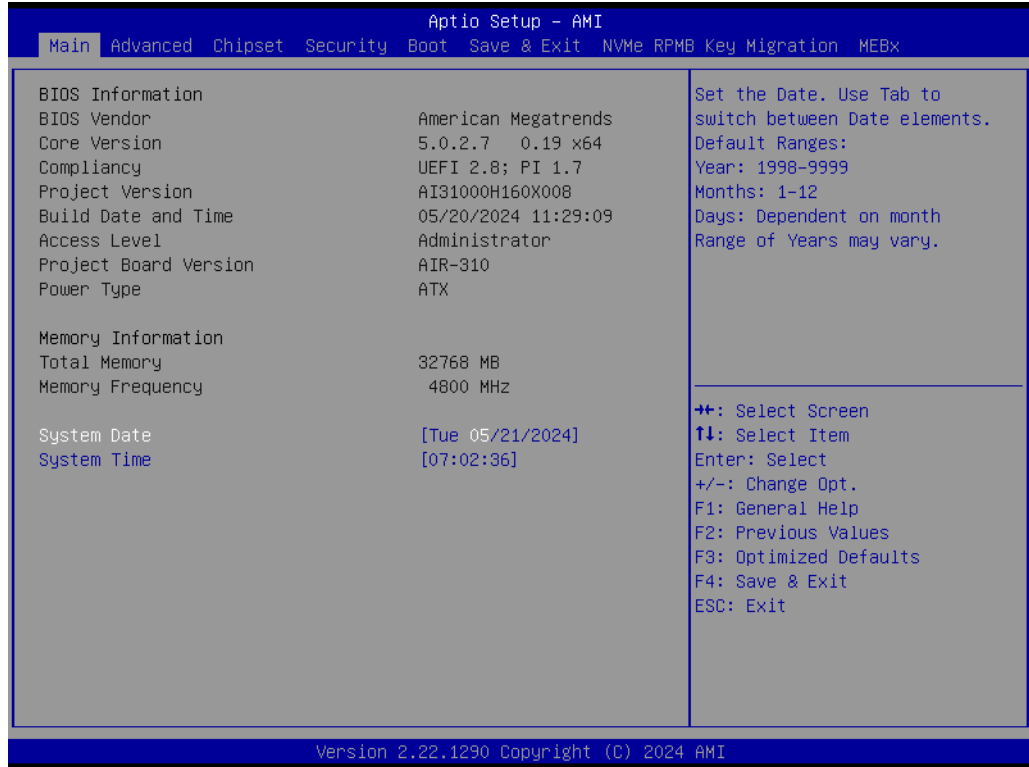 Aptio Setup – AMI
Main Advanced Chipset Security Boot Save & Exit NVMe RPMB Key Migration MEBx
BIOS Information
BIOS Vendor American Megatrends
Core Version 5.0.2.7 0.19 x64
Compliancy UEFI 2.8; PI 1.7
Project Version AI31000H160X008
Build Date and Time 05/20/2024 11:29:09
Access Level Administrator
Project Board Version AIR-310
Power Type ATX
Memory Information
Total Memory 32768 MB
Memory Frequency 4800 MHz
System Date [Tue 05/21/2024]
System Time [07:02:36]
Set the Date. Use Tab to
switch between Date elements.
Default Ranges:
Year: 1998-9999
Months: 1-12
Days: Dependent on month
Range of Years may vary.
→←: Select Screen
↑↓: Select Item
Enter: Select
+/-: Change Opt.
F1: General Help
F2: Previous Values
F3: Optimized Defaults
F4: Save & Exit
ESC: Exit
Version 2.22.1290 Copyright (C) 2024 AMI